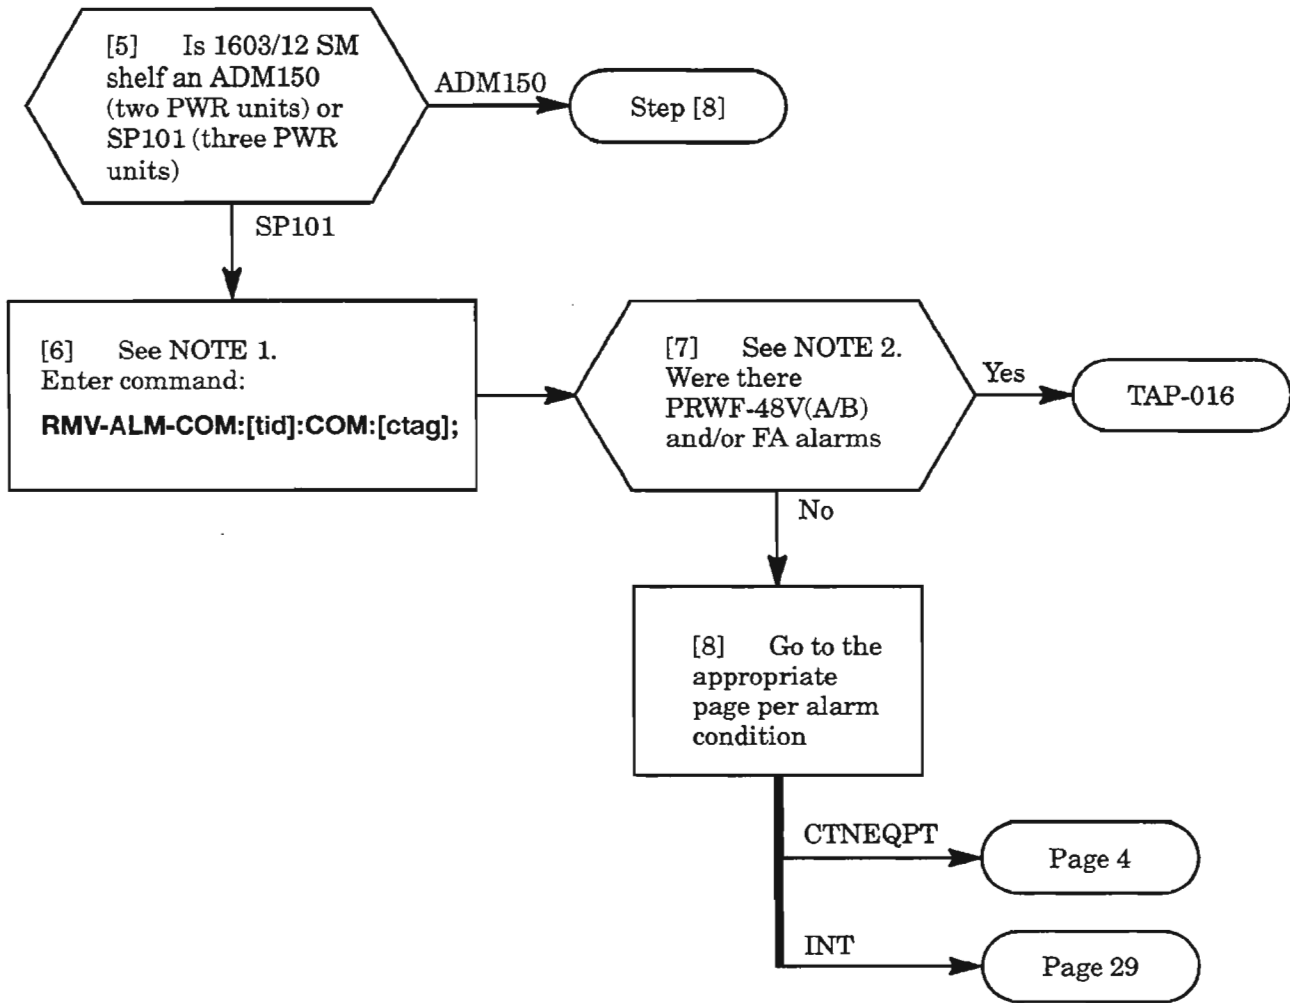 [5] Is 1603/12 SM
shelf an ADM150
(two PWR units) or
SP101 (three PWR
units)
ADM150
Step [8]
SP101
[6] See NOTE 1.
Enter command:
RMV-ALM-COM:[tid]:COM:[ctag];
[7] See NOTE 2.
Were there
PRWF-48V(A/B)
and/or FA alarms
Yes
TAP-016
No
[8] Go to the
appropriate
page per alarm
condition
CTNEQPT
Page 4
INT
Page 29